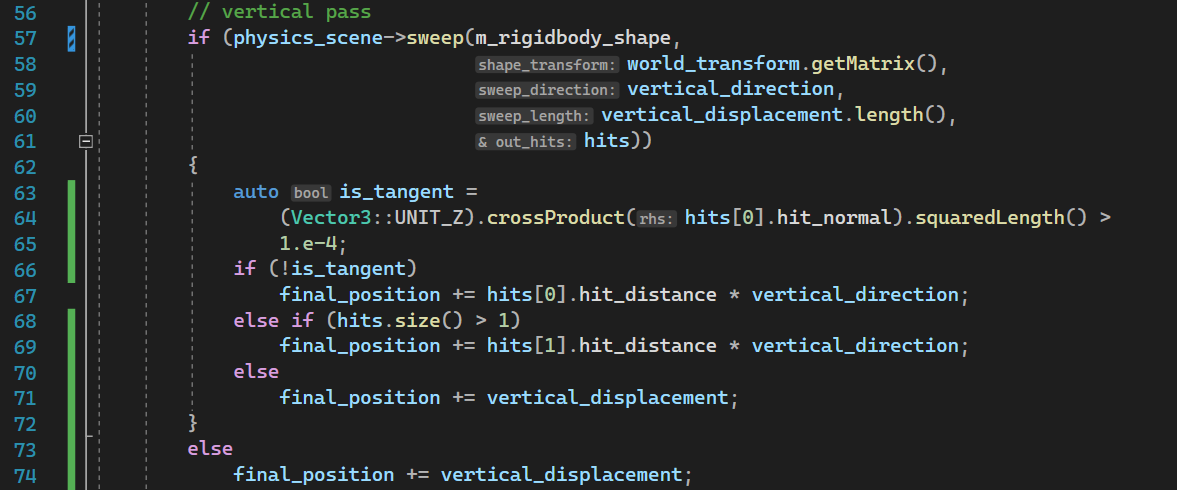 56 // vertical pass
57 if (physics_scene->sweep(m_rigidbody_shape,
58 shape_transform: world_transform.getMatrix(),
59 sweep_direction: vertical_direction,
60 sweep_length: vertical_displacement.length(),
61 & out_hits: hits))
62 {
63 auto bool is_tangent =
64 (Vector3::UNIT_Z).crossProduct( rhs: hits[0].hit_normal).squaredLength() >
65 1.e-4;
66 if (!is_tangent)
67 final_position += hits[0].hit_distance * vertical_direction;
68 else if (hits.size() > 1)
69 final_position += hits[1].hit_distance * vertical_direction;
70 else
71 final_position += vertical_displacement;
72 }
73 else
74 final_position += vertical_displacement;